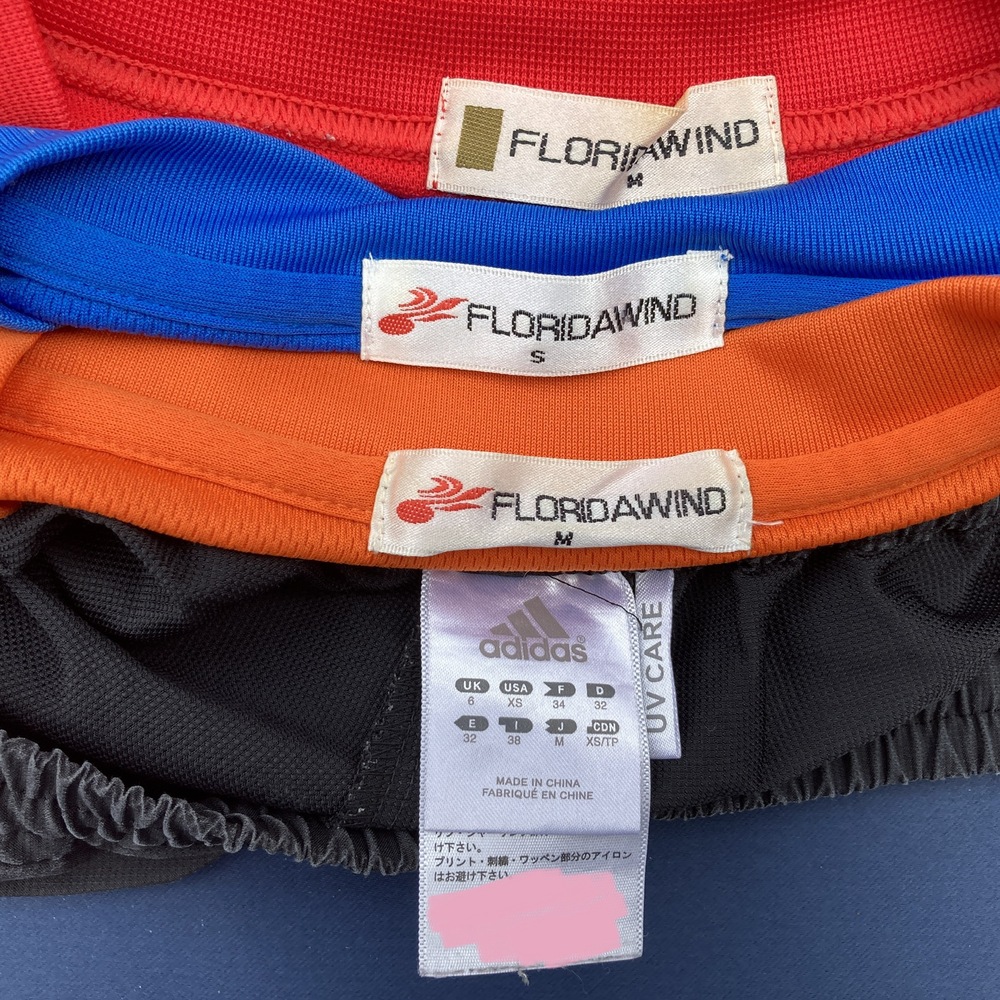 FLORIDAWIND
M
FLORIDAWIND
S
FLORIDAWIND
M
adidas®
UK USA F D
6 XS 34 32
E I J CDN
32 38 M XS/TP
MADE IN CHINA
FABRIQUÉ EN CHINE
UV CARE
け下さい。
プリント・刺繍・ワッペン部分のアイロン
はお避け下さい